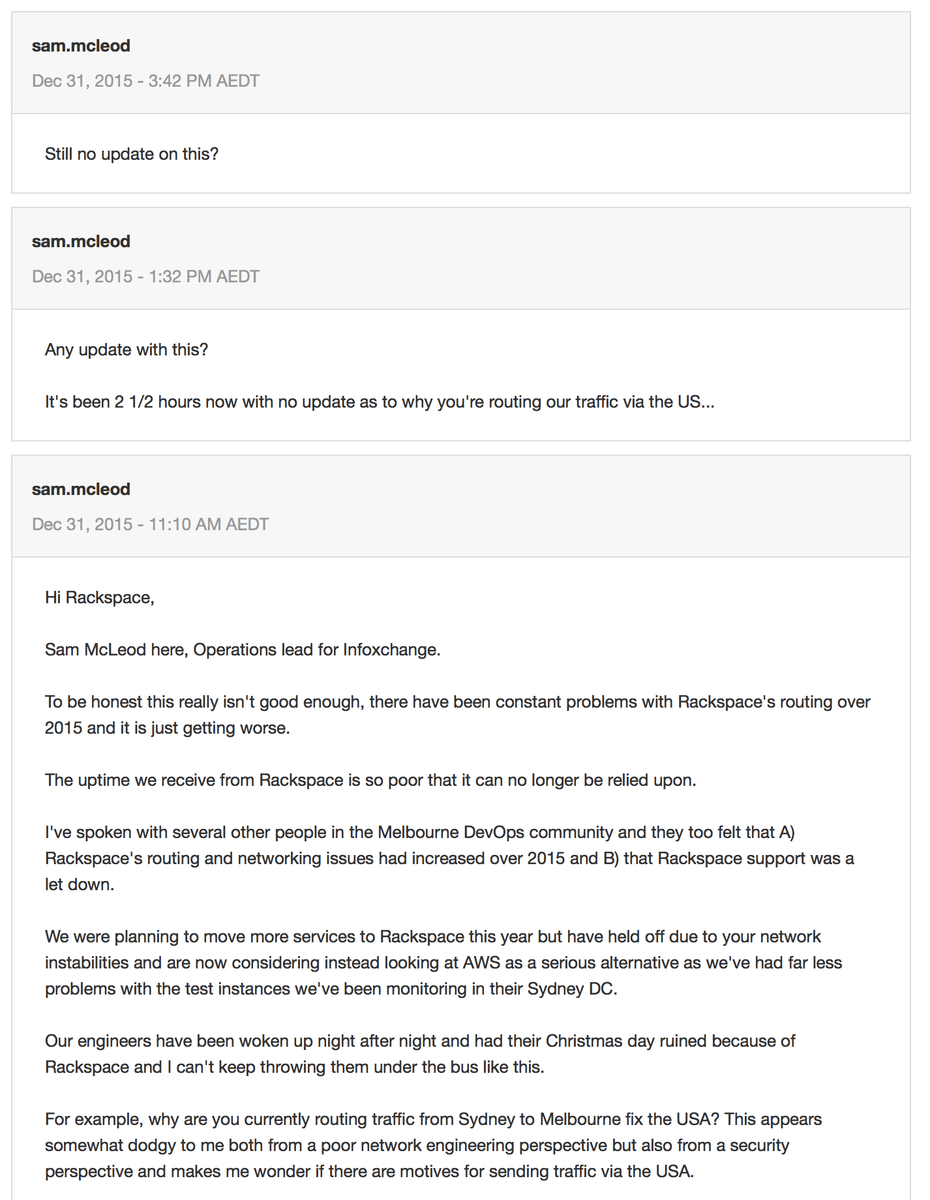 sam.mcleod
Dec 31, 2015 - 3:42 PM AEDT
Still no update on this?
sam.mcleod
Dec 31, 2015 - 1:32 PM AEDT
Any update with this?
It's been 2 1/2 hours now with no update as to why you're routing our traffic via the US...
sam.mcleod
Dec 31, 2015 - 11:10 AM AEDT
Hi Rackspace,
Sam McLeod here, Operations lead for Infoxchange.
To be honest this really isn't good enough, there have been constant problems with Rackspace's routing over
2015 and it is just getting worse.
The uptime we receive from Rackspace is so poor that it can no longer be relied upon.
I've spoken with several other people in the Melbourne DevOps community and they too felt that A)
Rackspace's routing and networking issues had increased over 2015 and B) that Rackspace support was a
let down.
We were planning to move more services to Rackspace this year but have held off due to your network
instabilities and are now considering instead looking at AWS as a serious alternative as we've had far less
problems with the test instances we've been monitoring in their Sydney DC.
Our engineers have been woken up night after night and had their Christmas day ruined because of
Rackspace and I can't keep throwing them under the bus like this.
For example, why are you currently routing traffic from Sydney to Melbourne fix the USA? This appears
somewhat dodgy to me both from a poor network engineering perspective but also from a security
perspective and makes me wonder if there are motives for sending traffic via the USA.